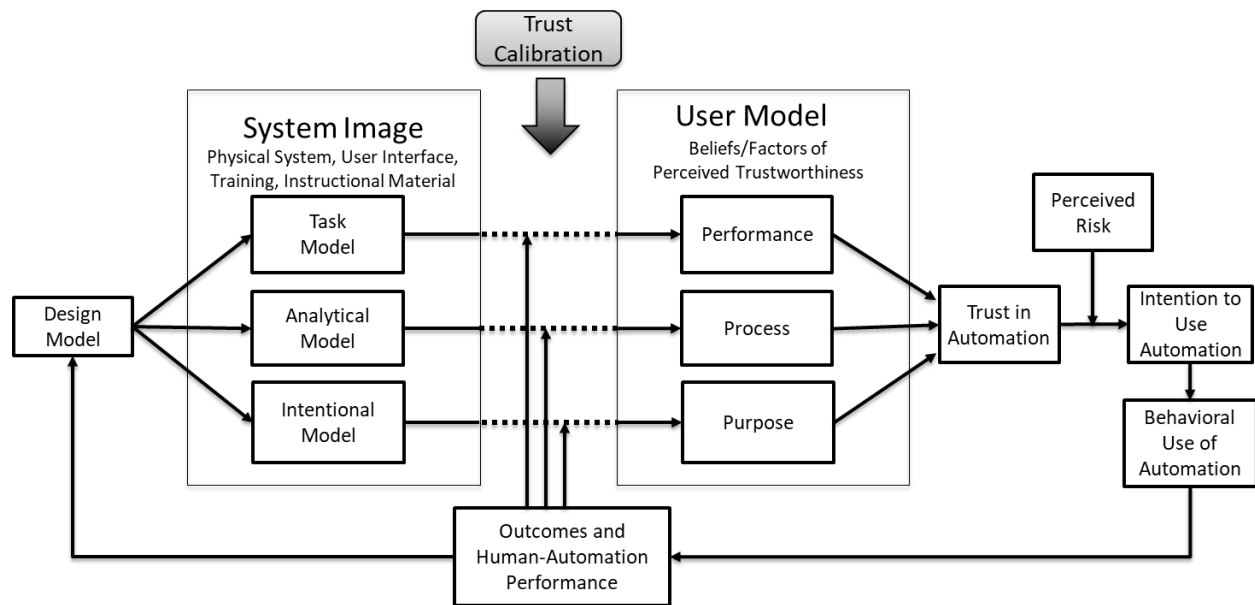 Trust
Calibration
System Image
Physical System, User Interface,
Training, Instructional Material
User Model
Beliefs/Factors of
Perceived Trustworthiness
Task
Model
Performance
Perceived
Risk
Design
Model
Analytical
Model
Process
Trust in
Automation
Intention to
Use
Automation
Intentional
Model
Purpose
Behavioral
Use of
Automation
Outcomes and
Human-Automation
Performance